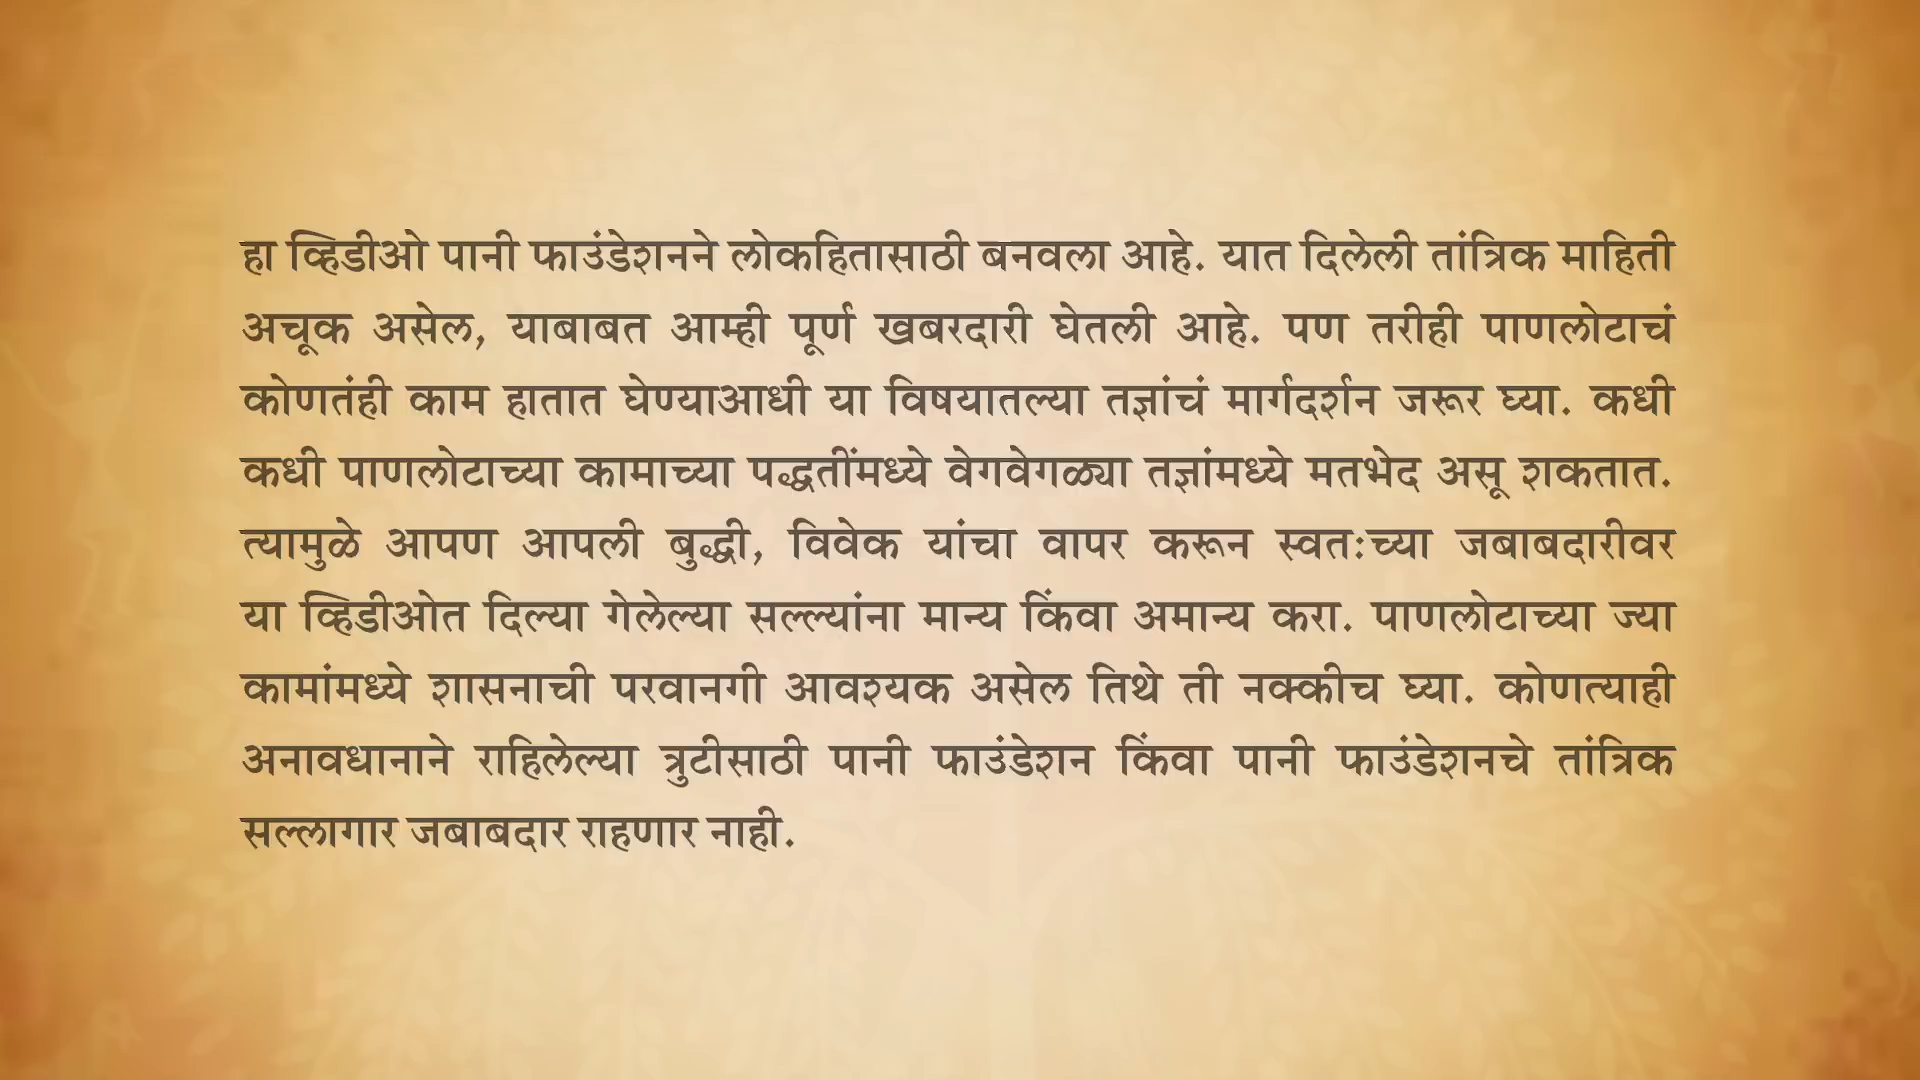 हा व्हिडीओ पानी फाउंडेशनने लोकहितासाठी बनवला आहे. यात दिलेली तांत्रिक माहिती
अचूक असेल, याबाबत आम्ही पूर्ण खबरदारी घेतली आहे. पण तरीही पाणलोटाचं
कोणतंही काम हातात घेण्याआधी या विषयातल्या तज्ञांचं मार्गदर्शन जरूर घ्या. कधी
कधी पाणलोटाच्या कामाच्या पद्धतींमध्ये वेगवेगळ्या तज्ञांमध्ये मतभेद असू शकतात.
त्यामुळे आपण आपली बुद्धी, विवेक यांचा वापर करून स्वतःच्या जबाबदारीवर
या व्हिडीओत दिल्या गेलेल्या सल्ल्यांना मान्य किंवा अमान्य करा. पाणलोटाच्या ज्या
कामांमध्ये शासनाची परवानगी आवश्यक असेल तिथे ती नक्कीच घ्या. कोणत्याही
अनावधानाने राहिलेल्या त्रुटीसाठी पानी फाउंडेशन किंवा पानी फाउंडेशनचे तांत्रिक
सल्लागार जबाबदार राहणार नाही.